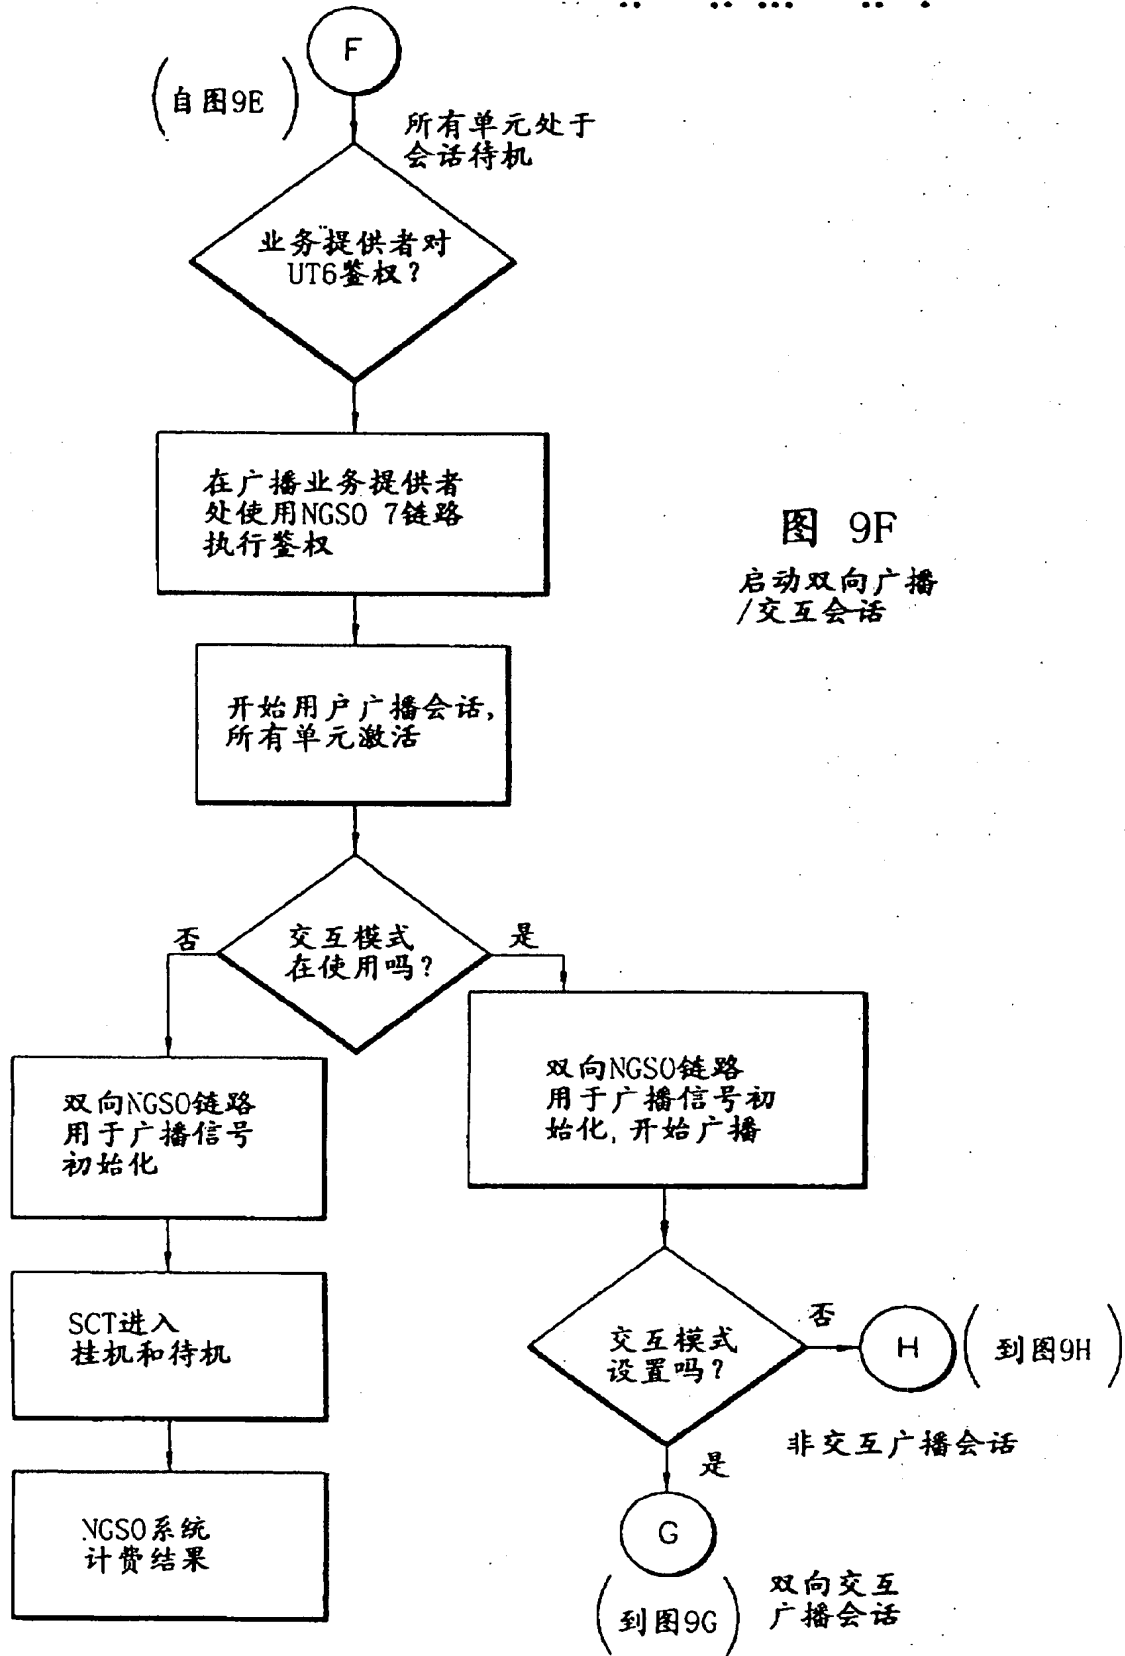 F
(自图9E)
所有单元处于
会话待机
业务提供者对
UT6鉴权?
在广播业务提供者
处使用NGSO 7链路
执行鉴权
图 9F
启动双向广播
/交互会话
开始用户广播会话,
所有单元激活
交互模式
在使用吗?
否
是
双向NGSO链路
用于广播信号
初始化
双向NGSO链路
用于广播信号初
始化,开始广播
SCT进入
挂机和待机
交互模式
设置吗?
否
H
(到图9H)
非交互广播会话
是
NGSO系统
计费结果
G
(到图9G)
双向交互
广播会话